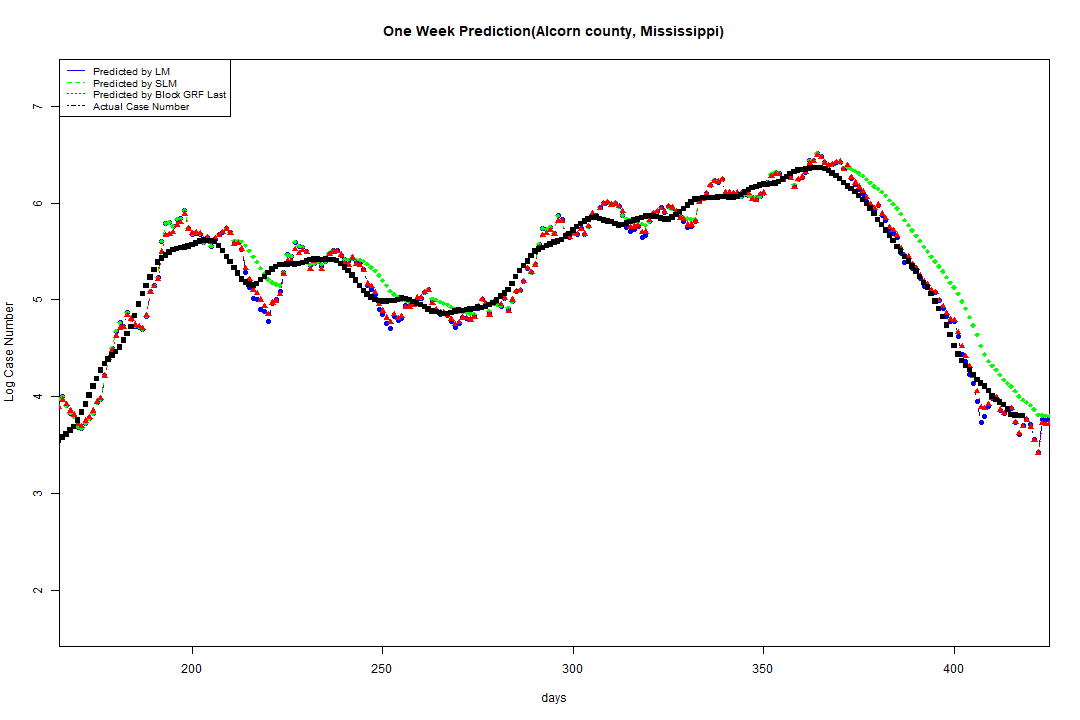 One Week Prediction(Alcorn county, Mississippi)
Predicted by LM
Predicted by SLM
Predicted by Block GRF Last
Actual Case Number
7
6
5
4
3
2
Log Case Number
200 250 300 350 400
days